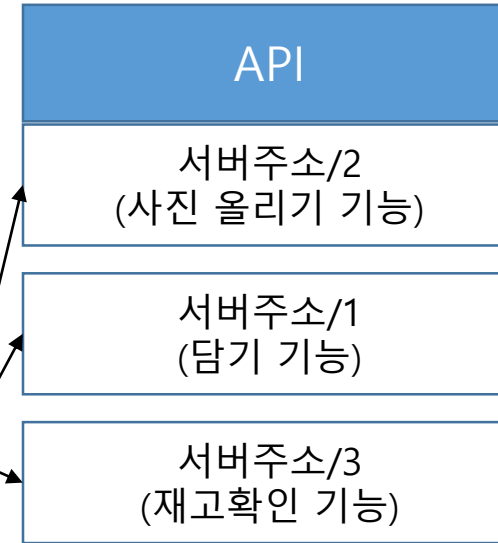 API
서버주소/2
(사진 올리기 기능)
서버주소/1
(담기 기능)
서버주소/3
(재고확인 기능)